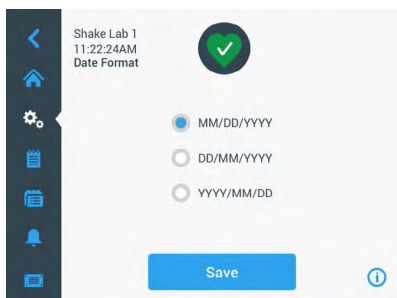 Shake Lab 1
11:22:24AM
Date Format
MM/DD/YYYY
DD/MM/YYYY
YYYY/MM/DD
Save